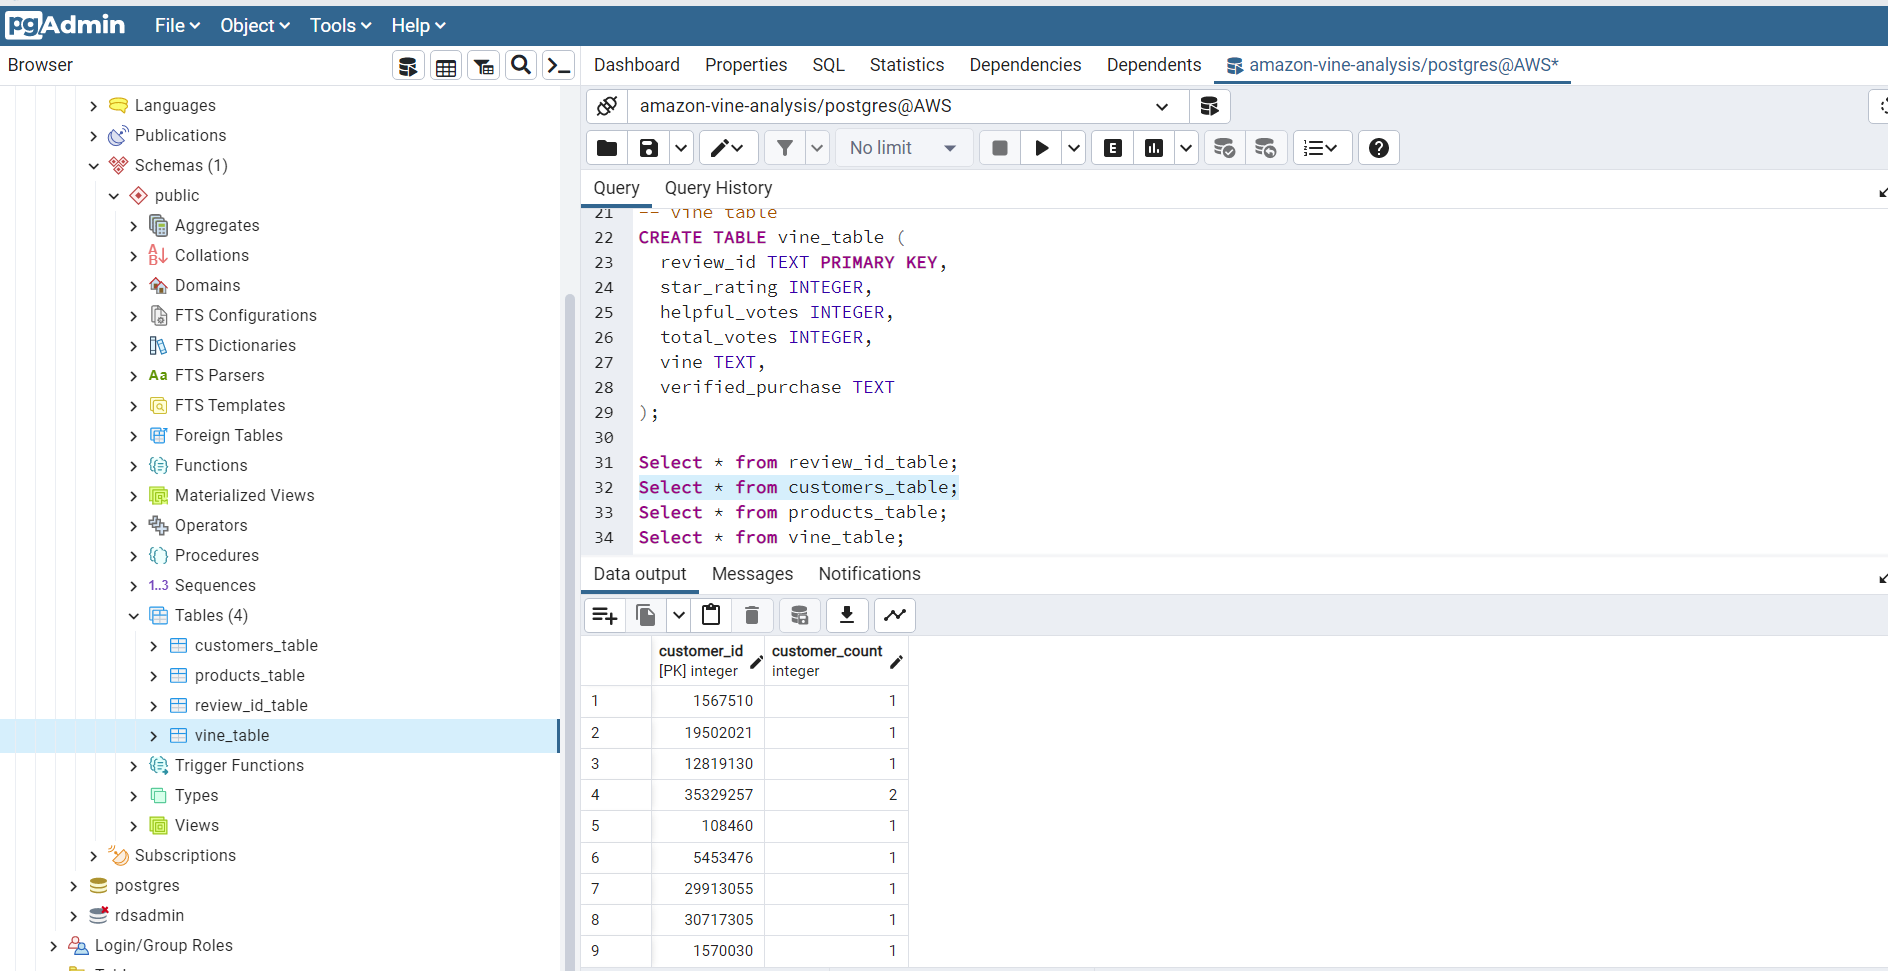 pgAdmin File Object Tools Help
Browser
Languages
Publications
Schemas (1)
public
Aggregates
Collations
Domains
FTS Configurations
FTS Dictionaries
Aa FTS Parsers
FTS Templates
Foreign Tables
Functions
Materialized Views
Operators
Procedures
1..3 Sequences
Tables (4)
customers_table
products_table
review_id_table
vine_table
Trigger Functions
Types
Views
Subscriptions
postgres
rdsadmin
Login/Group Roles
Dashboard Properties SQL Statistics Dependencies Dependents amazon-vine-analysis/postgres@AWS*
amazon-vine-analysis/postgres@AWS
No limit E
Query Query History
21 -- vine table
22 CREATE TABLE vine_table (
23 review_id TEXT PRIMARY KEY,
24 star_rating INTEGER,
25 helpful_votes INTEGER,
26 total_votes INTEGER,
27 vine TEXT,
28 verified_purchase TEXT
29 );
30
31 Select * from review_id_table;
32 Select * from customers_table;
33 Select * from products_table;
34 Select * from vine_table;
Data output Messages Notifications
customer_id customer_count
[PK] integer integer
1 1567510 1
2 19502021 1
3 12819130 1
4 35329257 2
5 108460 1
6 5453476 1
7 29913055 1
8 30717305 1
9 1570030 1